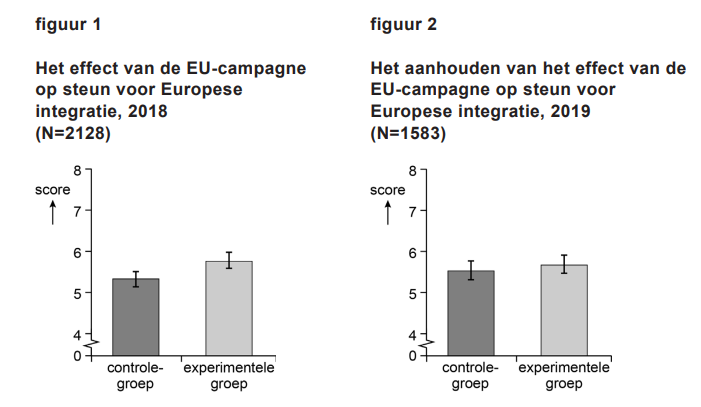 figuur 1
Het effect van de EU-campagne
op steun voor Europese
integratie, 2018
(N=2128)
8
score
7
6
5
4
0
controle-
groep
experimentele
groep
figuur 2
Het aanhouden van het effect van de
EU-campagne op steun voor
Europese integratie, 2019
(N=1583)
8
score
7
6
5
4
0
controle-
groep
experimentele
groep